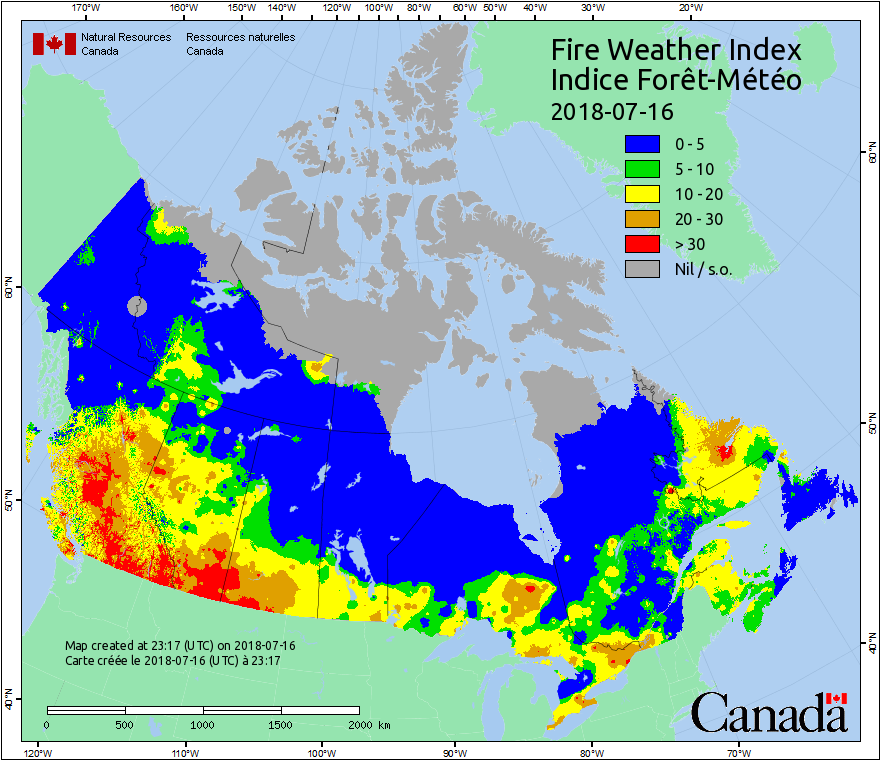 170°W 160°W 150°W 140°W 120°W 100°W 80°W 60°W 50°W 40°W 30°W 20°W
Natural Resources Ressources naturelles
Canada Canada
Fire Weather Index
Indice Forêt-Météo
2018-07-16
0 - 5
5 - 10
10 - 20
20 - 30
> 30
Nil / s.o.
60°N
60°N
50°N
50°N
40°N
40°N
Map created at 23:17 (UTC) on 2018-07-16
Carte créée le 2018-07-16 (UTC) à 23:17
0 500 1000 1500 2000 km
Canada
120°W 110°W 100°W 90°W 80°W 70°W